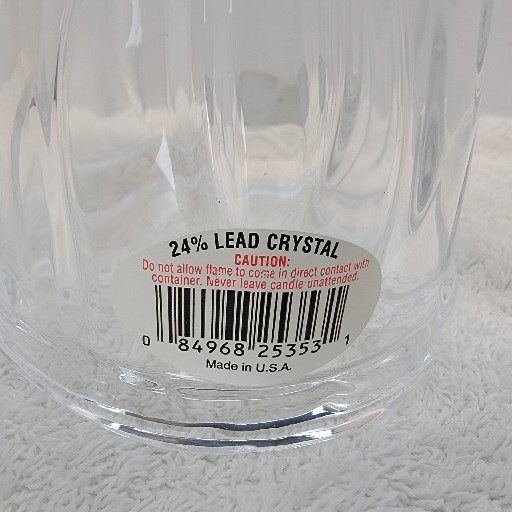 24% LEAD CRYSTAL
CAUTION:
Do not allow flame to come in direct contact with
container. Never leave candle unattended.
0 84968 25353 1
Made in U.S.A.